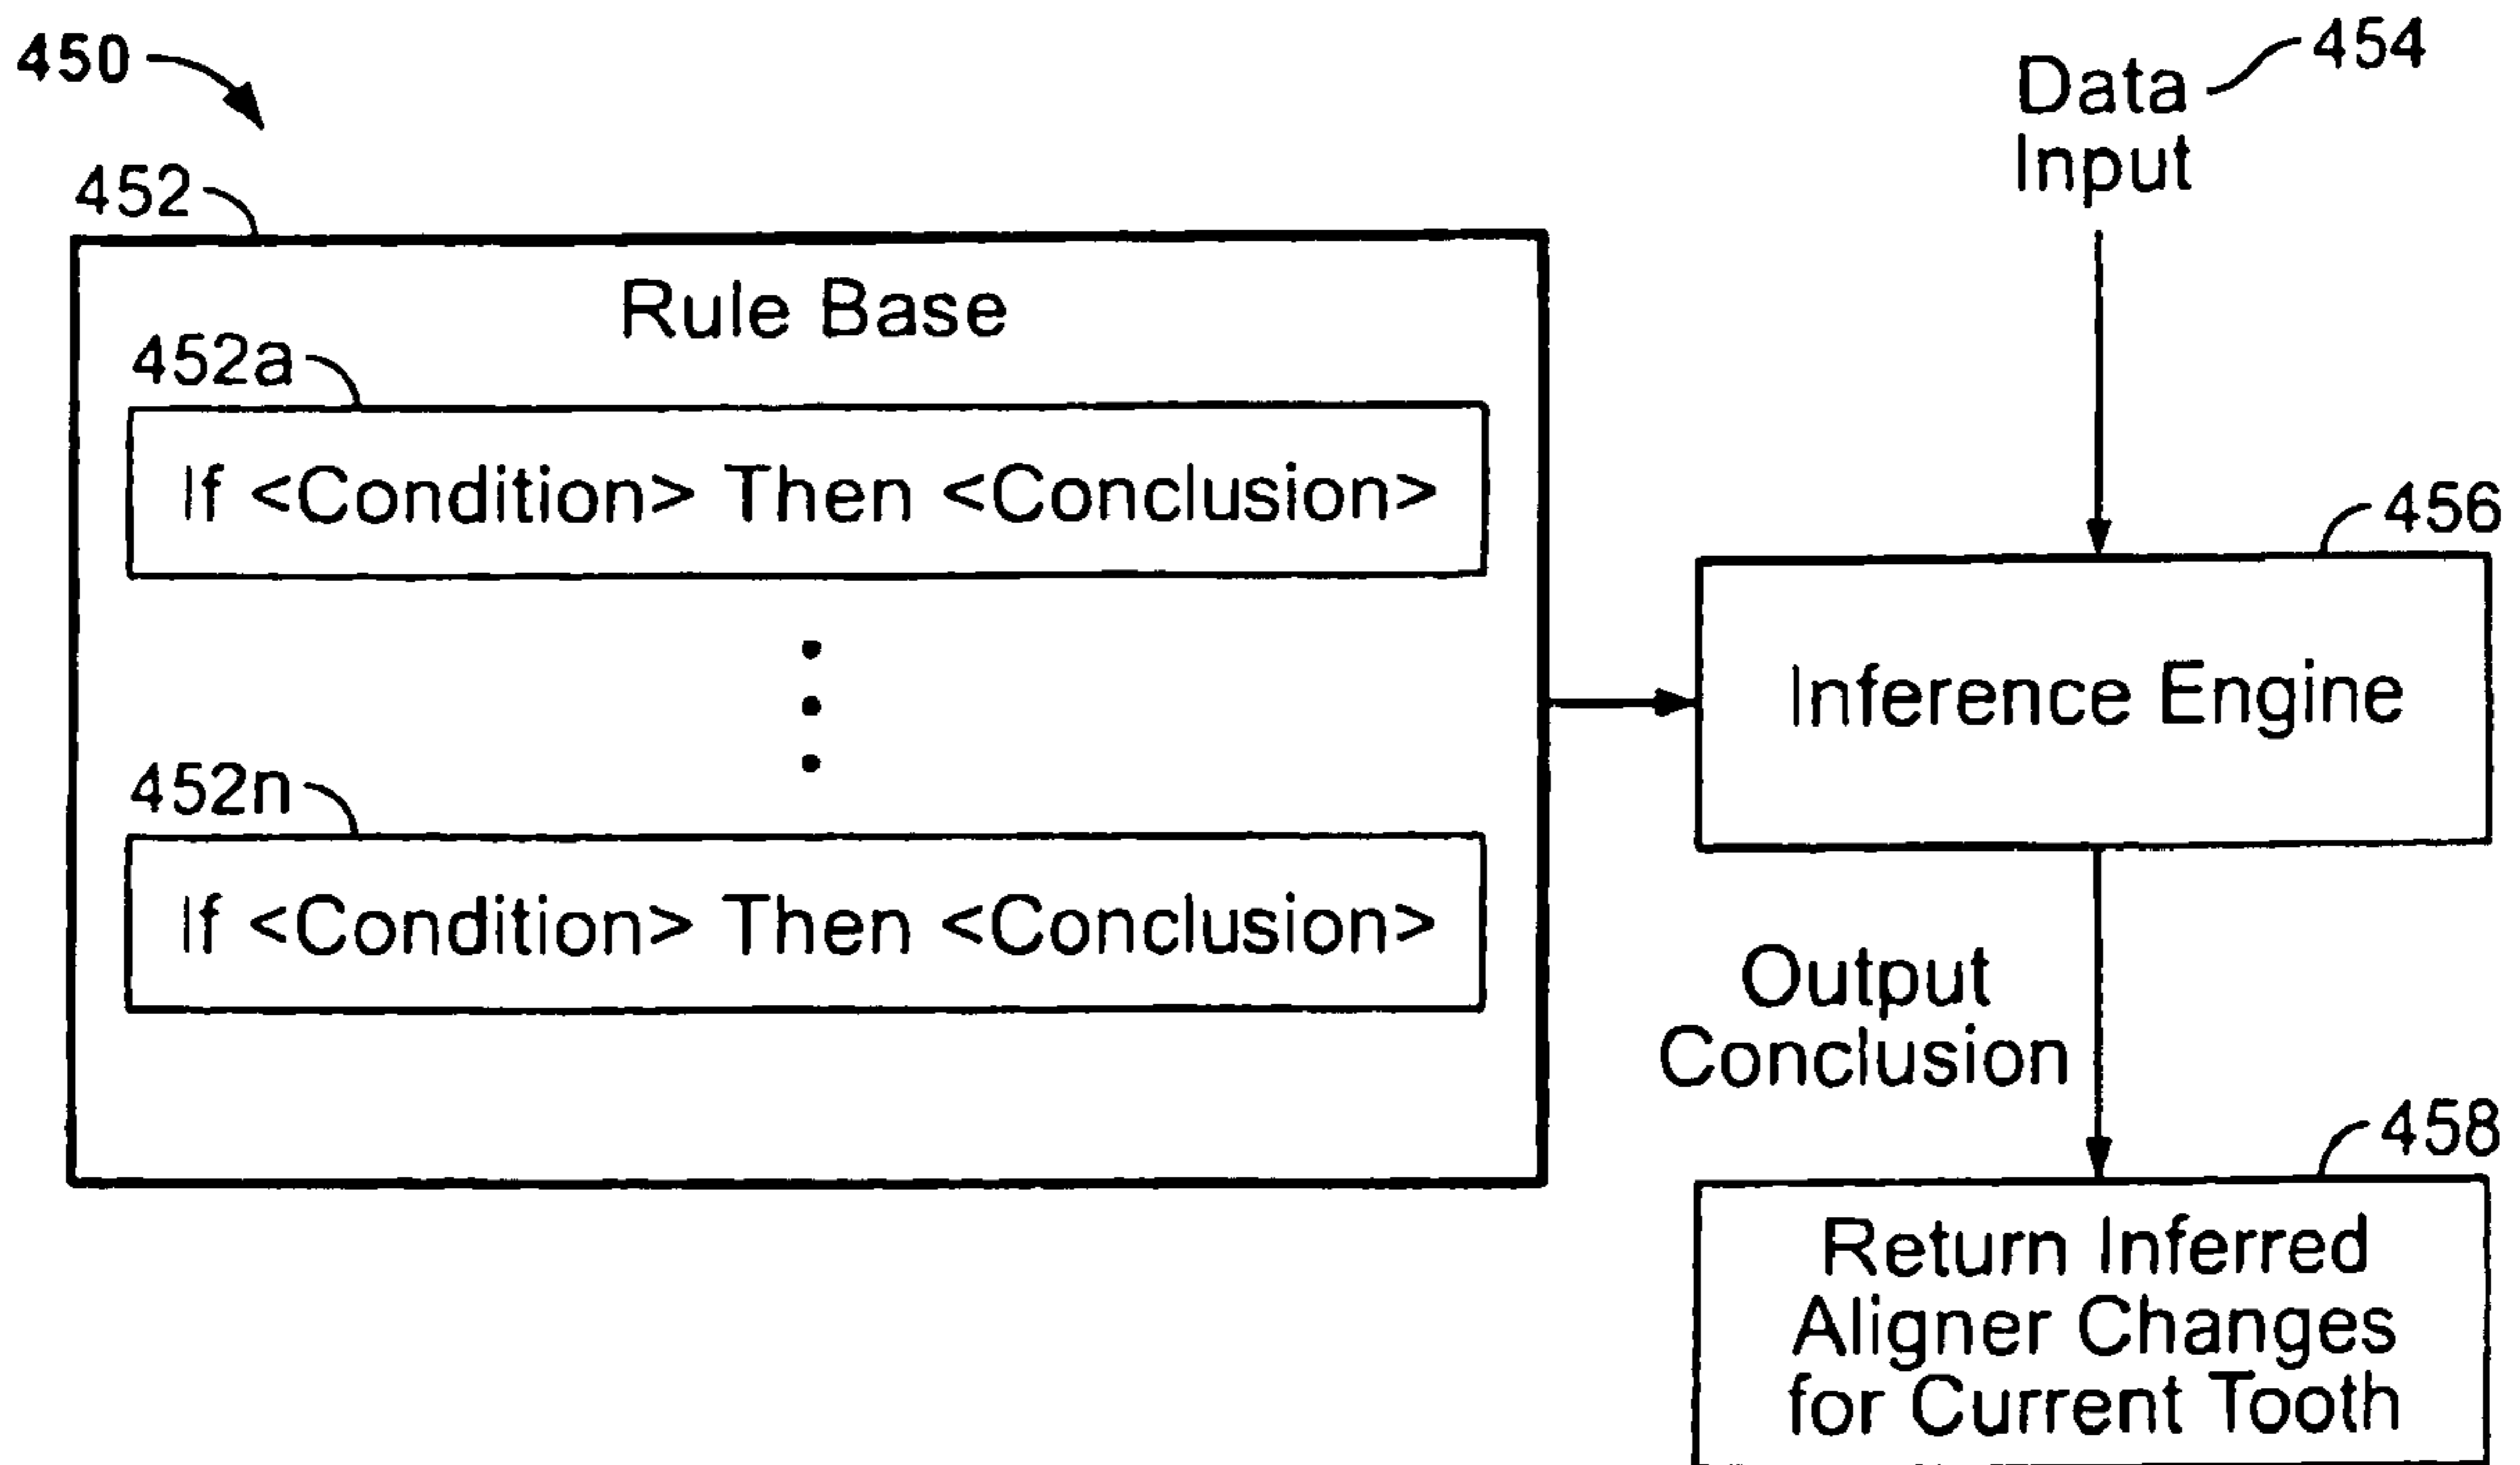 450
452
Rule Base
452a
If <Condition> Then <Conclusion>
452n
If <Condition> Then <Conclusion>
454
Data
Input
456
Inference Engine
Output
Conclusion
458
Return Inferred
Aligner Changes
for Current Tooth